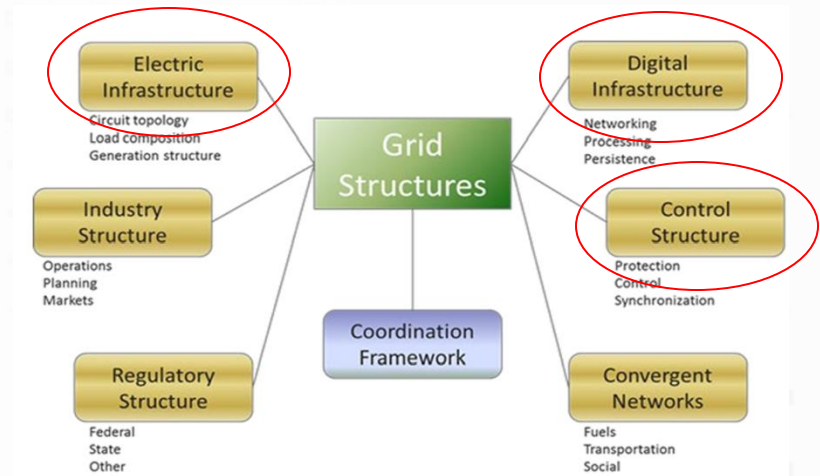 Electric
Infrastructure
Circuit topology
Load composition
Generation structure
Industry
Structure
Operations
Planning
Markets
Regulatory
Structure
Federal
State
Other
Grid
Structures
Coordination
Framework
Digital
Infrastructure
Networking
Processing
Persistence
Control
Structure
Protection
Control
Synchronization
Convergent
Networks
Fuels
Transportation
Social